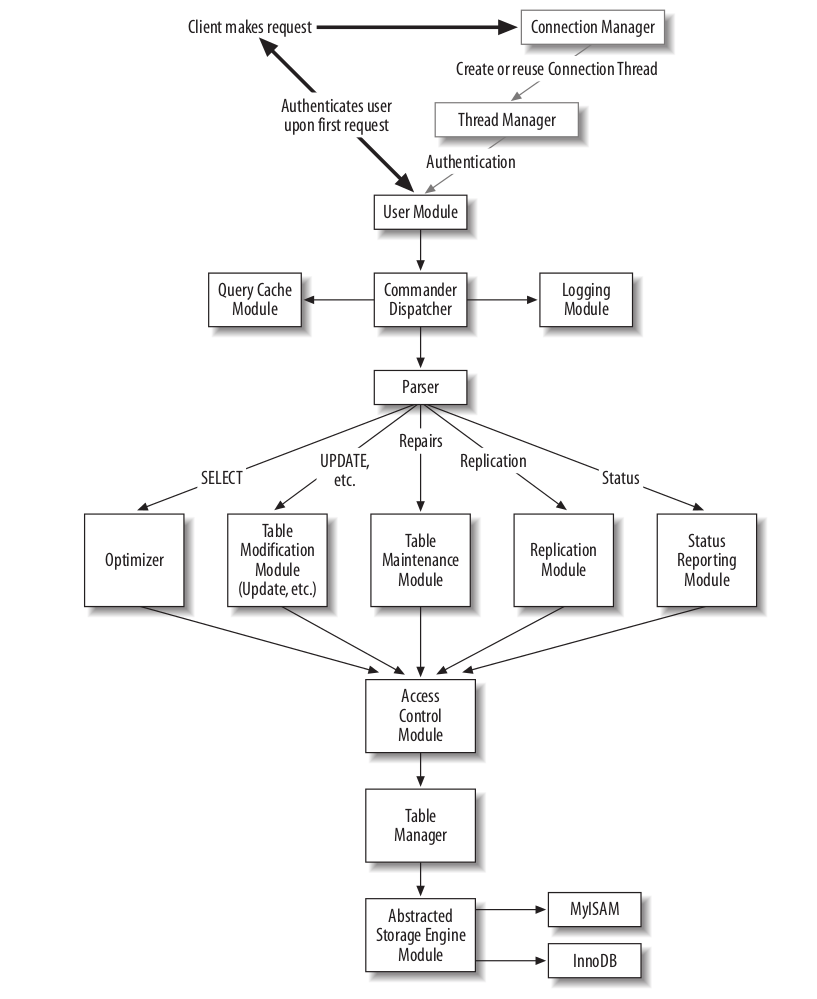 Client makes request
Connection Manager
Create or reuse Connection Thread
Authenticates user
upon first request
Thread Manager
Authentication
User Module
Query Cache
Module
Commander
Dispatcher
Logging
Module
Parser
SELECT
UPDATE,
etc.
Repairs
Replication
Status
Optimizer
Table
Modification
Module
(Update, etc.)
Table
Maintenance
Module
Replication
Module
Status
Reporting
Module
Access
Control
Module
Table
Manager
Abstracted
Storage Engine
Module
MyISAM
InnoDB